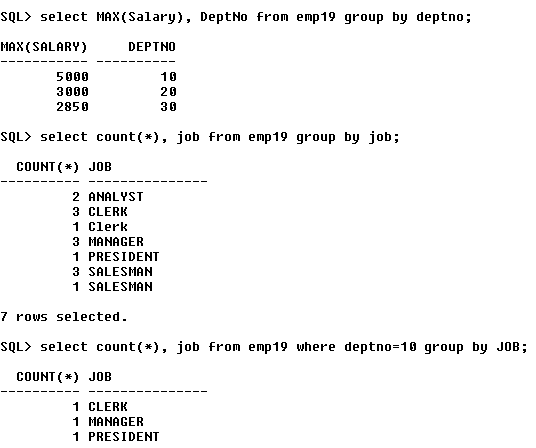 SQL> select MAX(Salary), DeptNo from emp19 group by deptno;
MAX(SALARY)     DEPTNO
----------- ----------
       5000         10
       3000         20
       2850         30
SQL> select count(*), job from emp19 group by job;
  COUNT(*) JOB
---------- ---------------
         2 ANALYST
         3 CLERK
         1 Clerk
         3 MANAGER
         1 PRESIDENT
         3 SALESMAN
         1 SALESMAN
7 rows selected.
SQL> select count(*), job from emp19 where deptno=10 group by JOB;
  COUNT(*) JOB
---------- ---------------
         1 CLERK
         1 MANAGER
         1 PRESIDENT